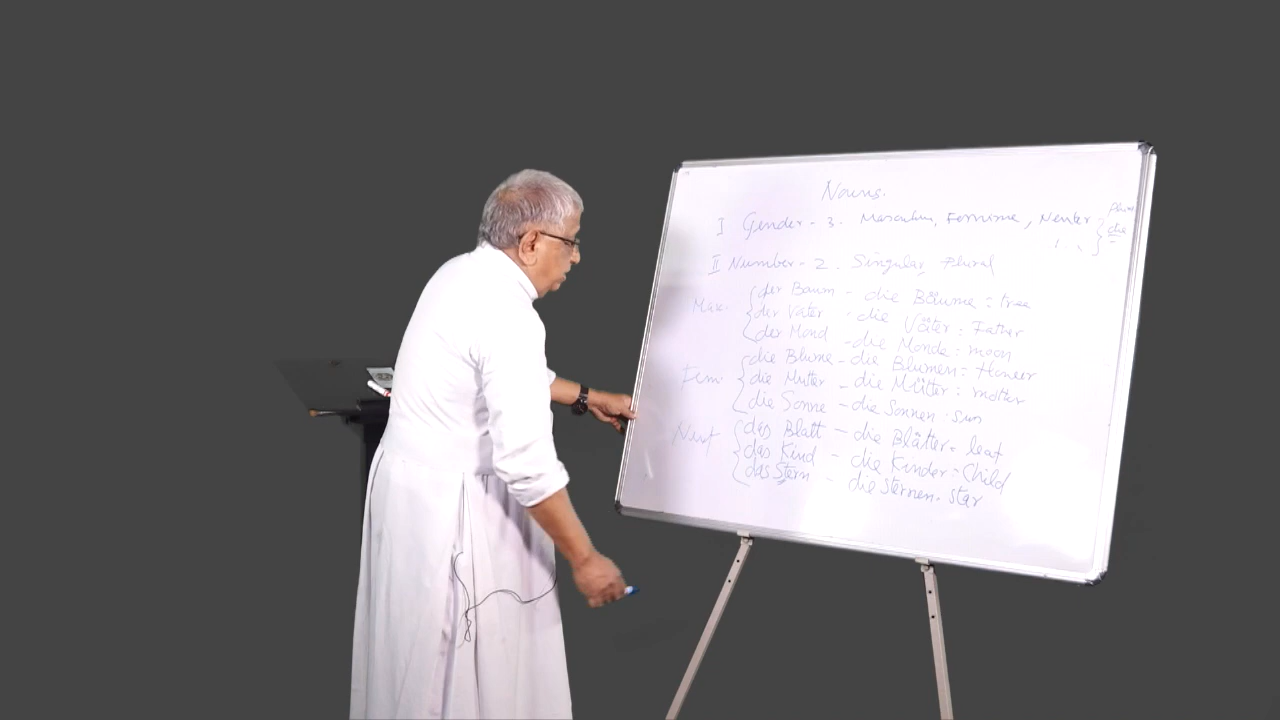 Nouns.
I Gender - 3. Masculine, Feminine, Neuter } die
II Number - 2. Singular, Plural
Mas. { der Baum - die Bäume : tree
der Vater - die Väter : Father
der Mond - die Monde : moon
Fem. { die Blume - die Blumen :
die Mutter - die Mütter : mother
die Sonne - die Sonnen . sun
Neut { das Blatt - die Blätter . leaf
das Kind - die Kinder = Child
das Stern - die Sternen . star